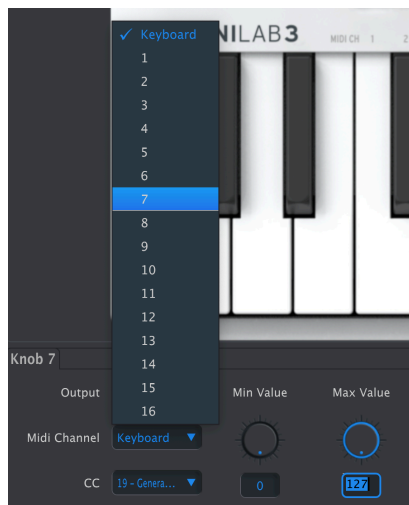 ✓ Keyboard
NILAB3
MIDI CH 1 2
1
2
3
4
5
6
7
8
9
10
11
12
13
14
15
16
Knob 7
Output
Min Value
Max Value
Midi Channel
Keyboard
CC
19 - Genera...
0
127